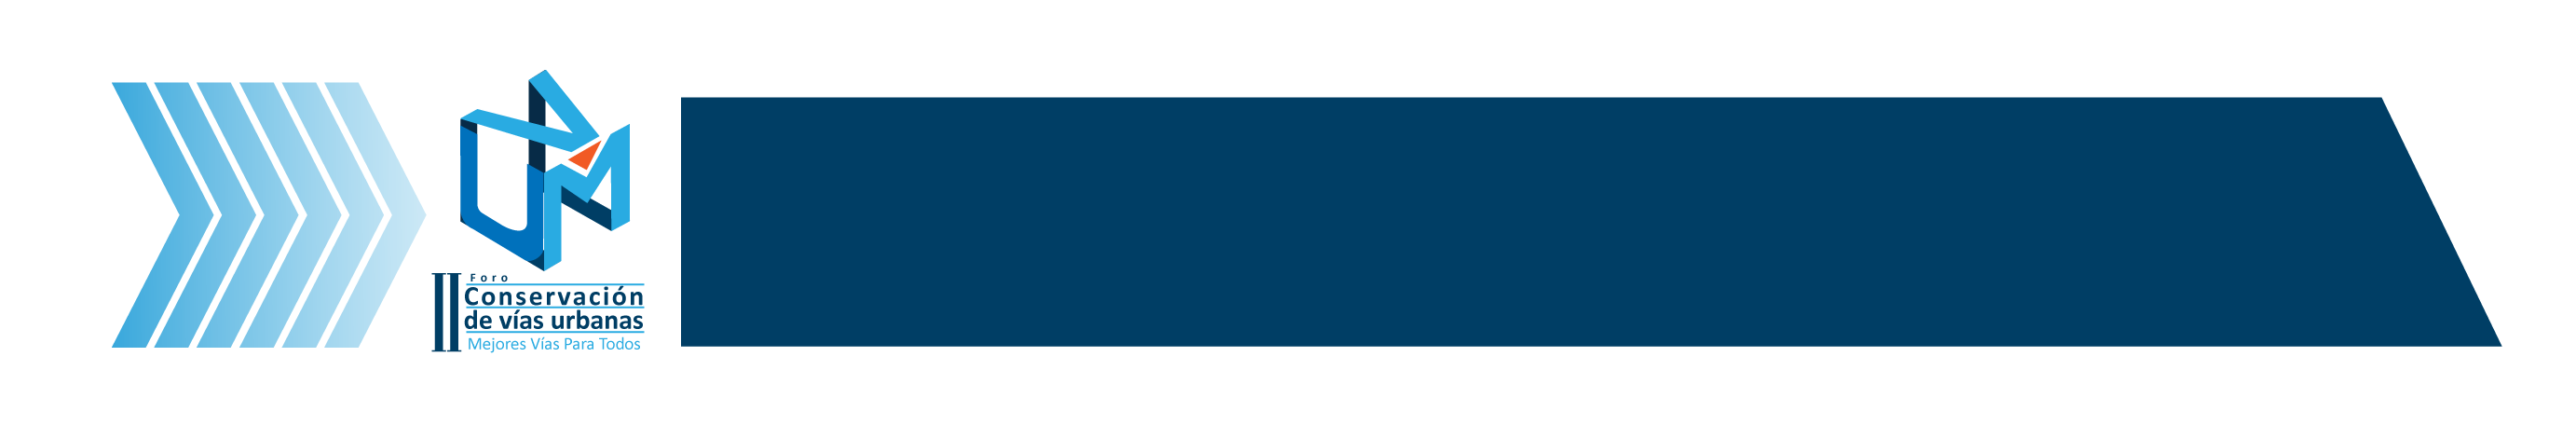 II
Foro
Conservación
de vías urbanas
Mejores Vías Para Todos